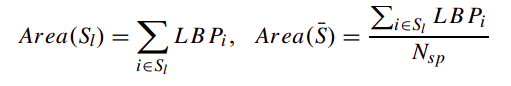 Area(S_l) = \sum_{i \in S_l} LBP_i,   Area(\bar{S}) = \frac{\sum_{i \in S_l} LBP_i}{N_{sp}}